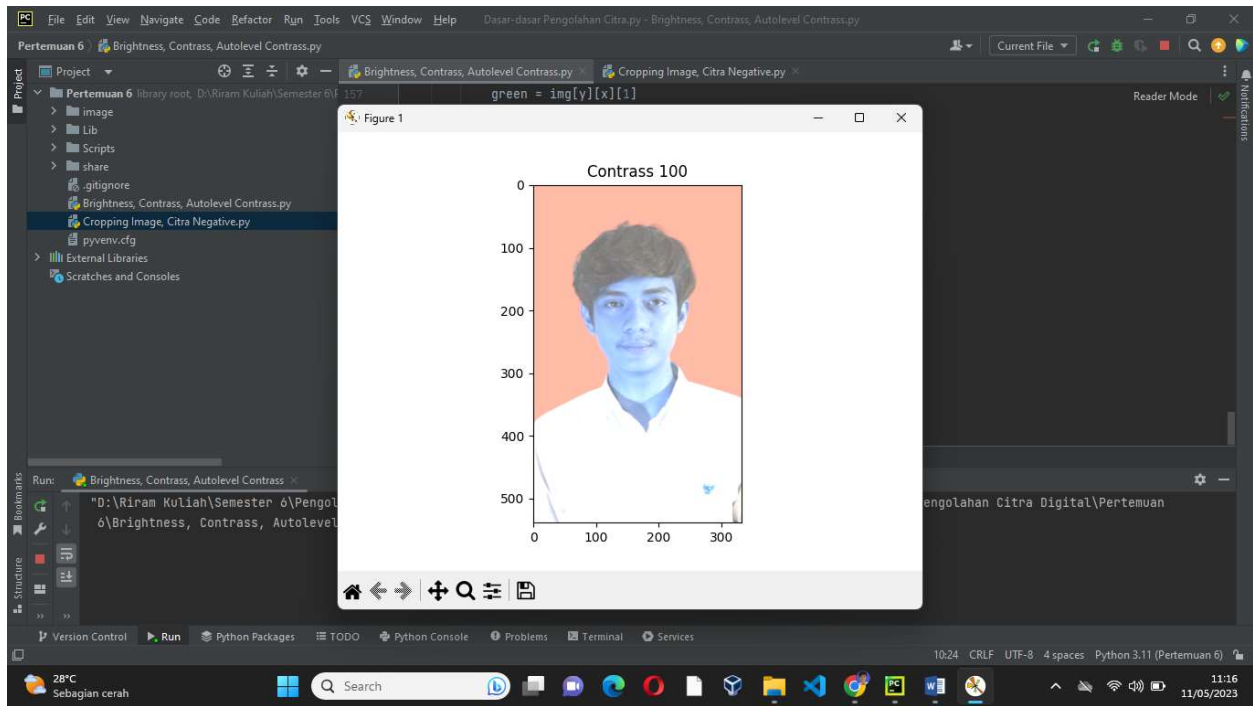 PC File Edit View Navigate Code Refactor Run Tools VCS Window Help Dasar-dasar Pengolahan Citra.py - Brightness, Contrass, Autolevel Contrass.py
Pertemuan 6 Brightness, Contrass, Autolevel Contrass.py Current File
Project Project Brightness, Contrass, Autolevel Contrass.py Cropping Image, Citra Negative.py Notifications
Pertemuan 6 library root, D:\Riram Kuliah\Semester 6\ 157 green = img[y][x][1] Reader Mode
image
Lib
Scripts
share
.gitignore
Brightness, Contrass, Autolevel Contrass.py
Cropping Image, Citra Negative.py
pyvenv.cfg
External Libraries
Scratches and Consoles
Figure 1
Contrass 100
0
100
200
300
400
500
0 100 200 300
Bookmarks
Structure
Run: Brightness, Contrass, Autolevel Contrass
"D:\Riram Kuliah\Semester 6\Pengol engolahan Citra Digital\Pertemuan
6\Brightness, Contrass, Autolevel
Version Control Run Python Packages TODO Python Console Problems Terminal Services
10:24 CRLF UTF-8 4 spaces Python 3.11 (Pertemuan 6)
28°C
Sebagian cerah
Search
11:16
11/05/2023